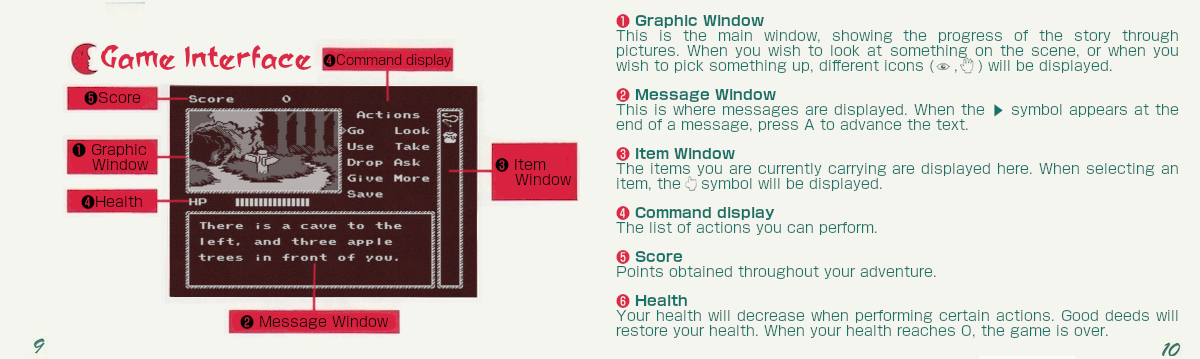 Game Interface
❹Command display
❺Score
❶ Graphic
Window
❹Health
❸ Item
Window
❷ Message Window
Score 0
Actions
Go Look
Use Take
Drop Ask
Give More
Save
HP
There is a cave to the
left, and three apple
trees in front of you.
9
❶ Graphic Window
This is the main window, showing the progress of the story through
pictures. When you wish to look at something on the scene, or when you
wish to pick something up, different icons ( , ) will be displayed.
❷ Message Window
This is where messages are displayed. When the ▶ symbol appears at the
end of a message, press A to advance the text.
❸ Item Window
The items you are currently carrying are displayed here. When selecting an
item, the symbol will be displayed.
❹ Command display
The list of actions you can perform.
❺ Score
Points obtained throughout your adventure.
❻ Health
Your health will decrease when performing certain actions. Good deeds will
restore your health. When your health reaches 0, the game is over.
10